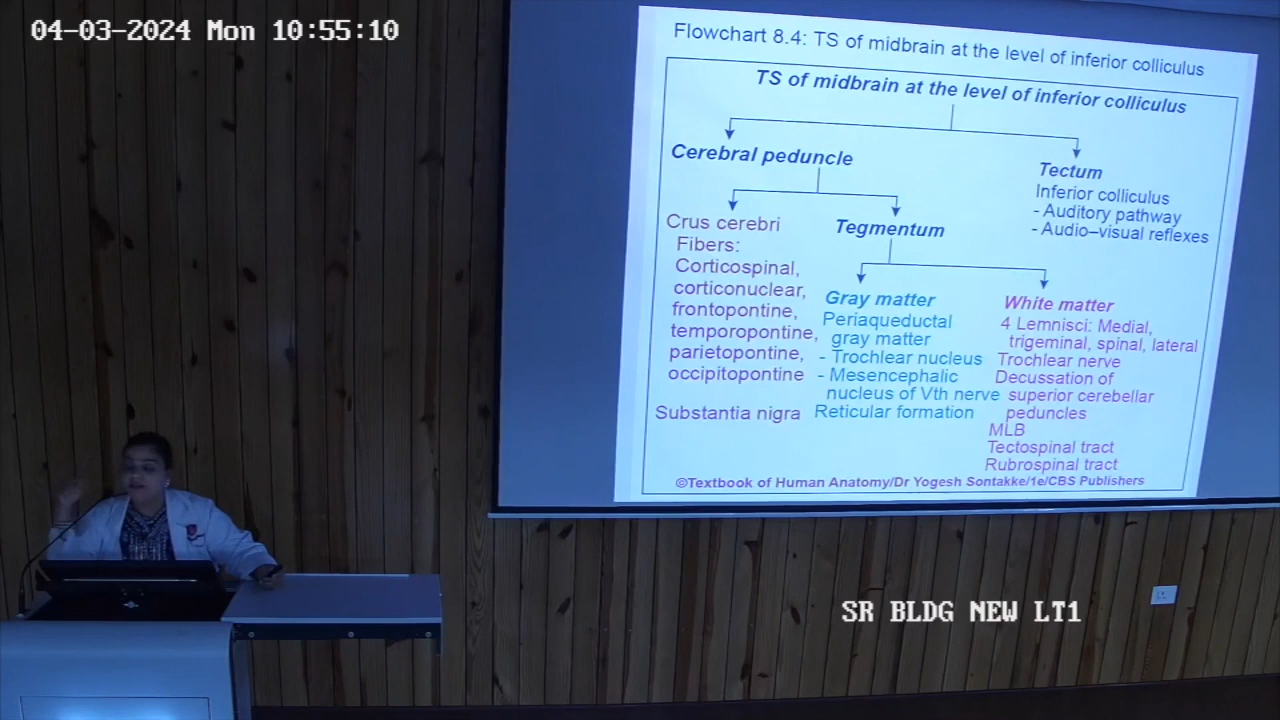 04-03-2024 Mon 10:55:10
Flowchart 8.4: TS of midbrain at the level of inferior colliculus
TS of midbrain at the level of inferior colliculus
Cerebral peduncle
Tectum
Inferior colliculus
- Auditory pathway
- Audio–visual reflexes
Crus cerebri
Fibers:
Corticospinal,
corticonuclear,
frontopontine,
temporopontine,
parietopontine,
occipitopontine
Substantia nigra
Tegmentum
Gray matter
Periaqueductal
gray matter
- Trochlear nucleus
- Mesencephalic
nucleus of Vth nerve
Reticular formation
White matter
4 Lemnisci: Medial,
trigeminal, spinal, lateral
Trochlear nerve
Decussation of
superior cerebellar
peduncles
MLB
Tectospinal tract
Rubrospinal tract
©Textbook of Human Anatomy/Dr Yogesh Sontakke/1e/CBS Publishers
SR BLDG NEW LT1